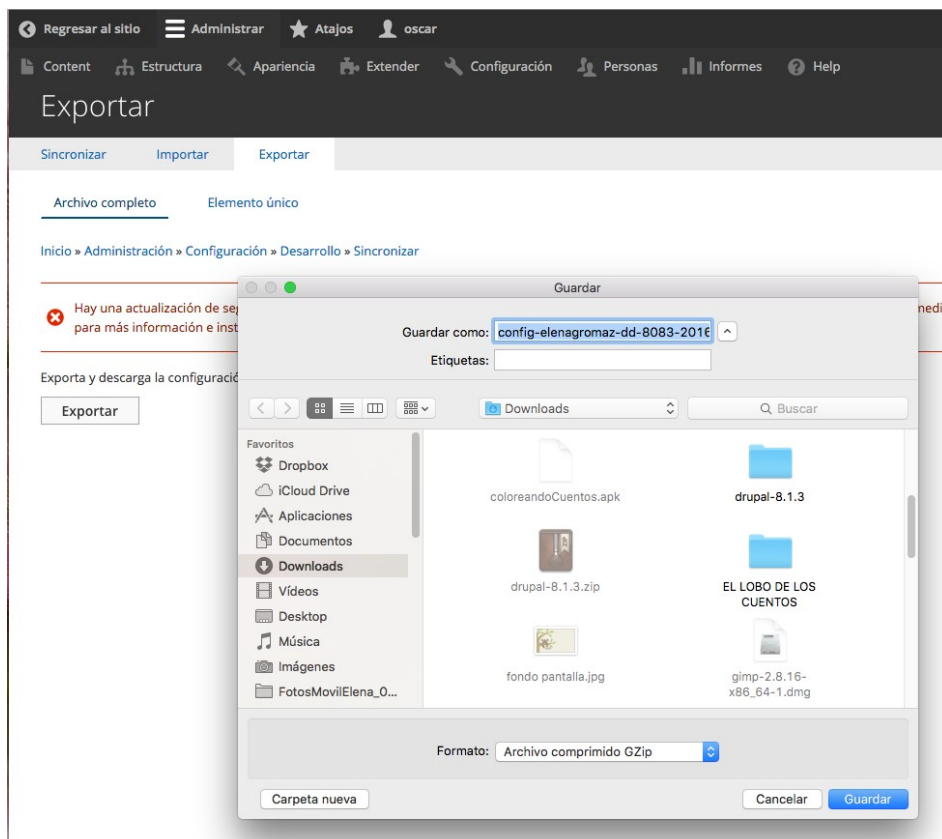 Regresar al sitio Administrar Atajos oscar
Content Estructura Apariencia Extender Configuración Personas Informes Help
Exportar
Sincronizar Importar Exportar
Archivo completo Elemento único
Inicio » Administración » Configuración » Desarrollo » Sincronizar
Hay una actualización de
para más información e
Exporta y descarga la
Exportar
Guardar
Guardar como: config-elenagromaz-dd-8083-2016
Etiquetas:
Downloads Buscar
Favoritos
Dropbox
iCloud Drive
Aplicaciones
Documentos
Downloads
Vídeos
Desktop
Música
Imágenes
FotosMovilElena_0...
coloreandoCuentos.apk drupal-8.1.3
drupal-8.1.3.zip EL LOBO DE LOS
CUENTOS
fondo pantalla.jpg gimp-2.8.16-
x86_64-1.dmg
Formato: Archivo comprimido GZip
Carpeta nueva Cancelar Guardar